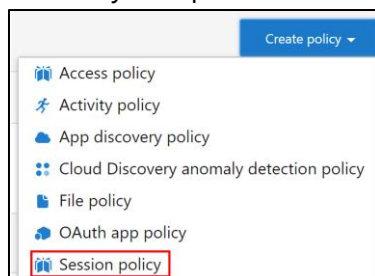 Create policy
Access policy
Activity policy
App discovery policy
Cloud Discovery anomaly detection policy
File policy
OAuth app policy
Session policy